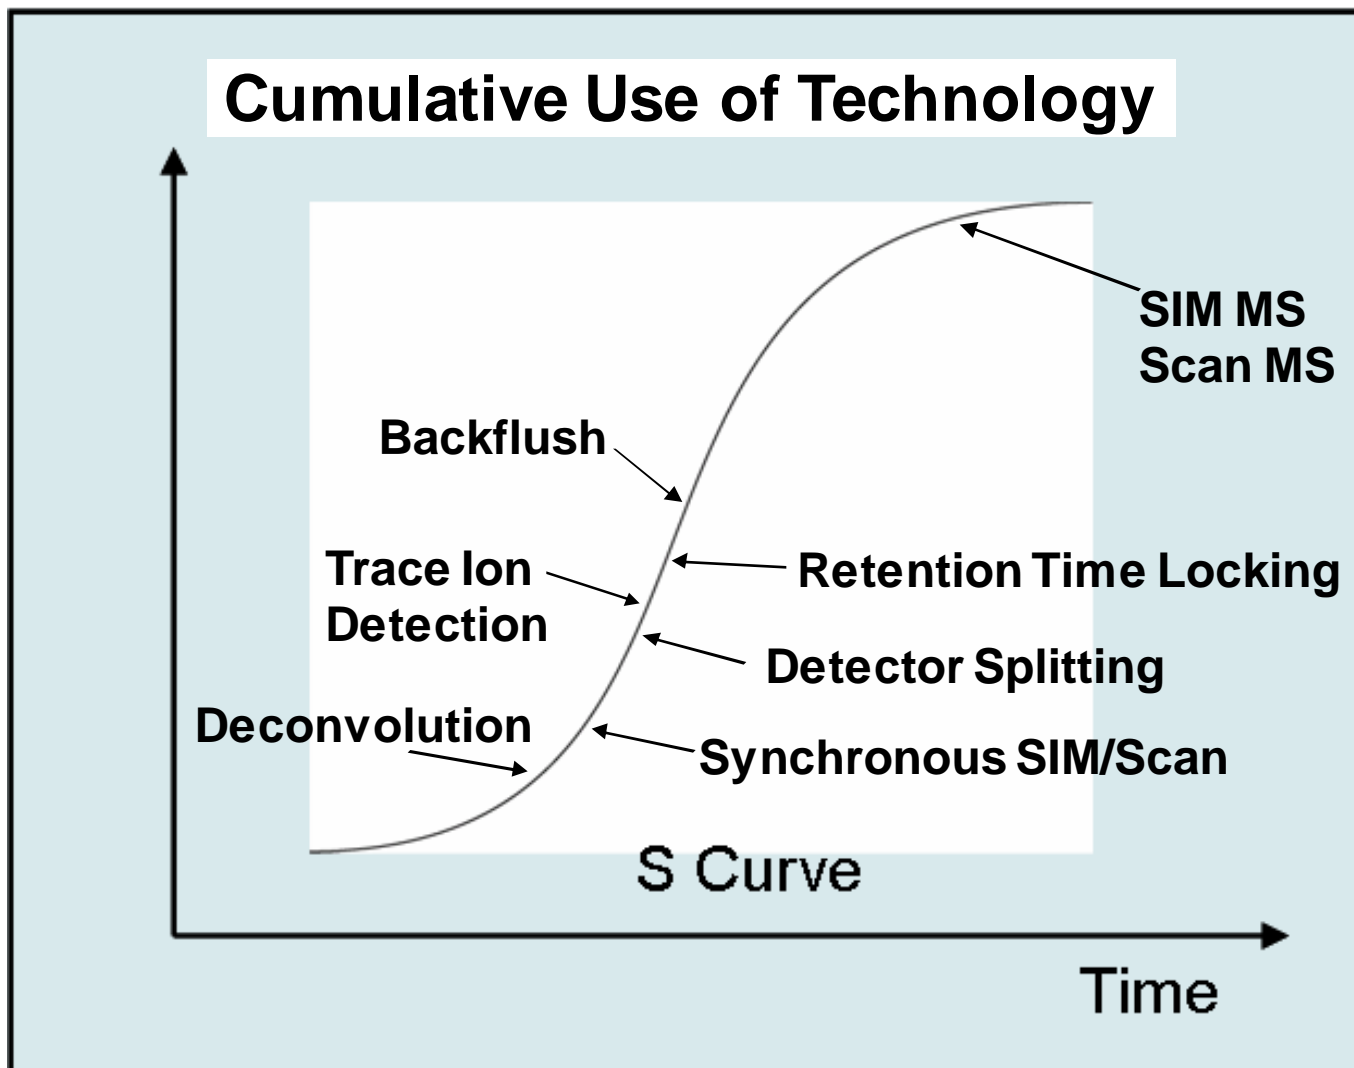 Cumulative Use of Technology
SIM MS
Scan MS
Backflush
Trace Ion
Detection
Retention Time Locking
Detector Splitting
Deconvolution
Synchronous SIM/Scan
S Curve
Time